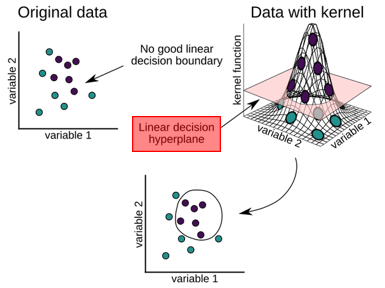 Original data
Data with kernel
variable 2
variable 1
No good linear
decision boundary
kernel function
variable 2
variable 1
Linear decision
hyperplane
variable 2
variable 1